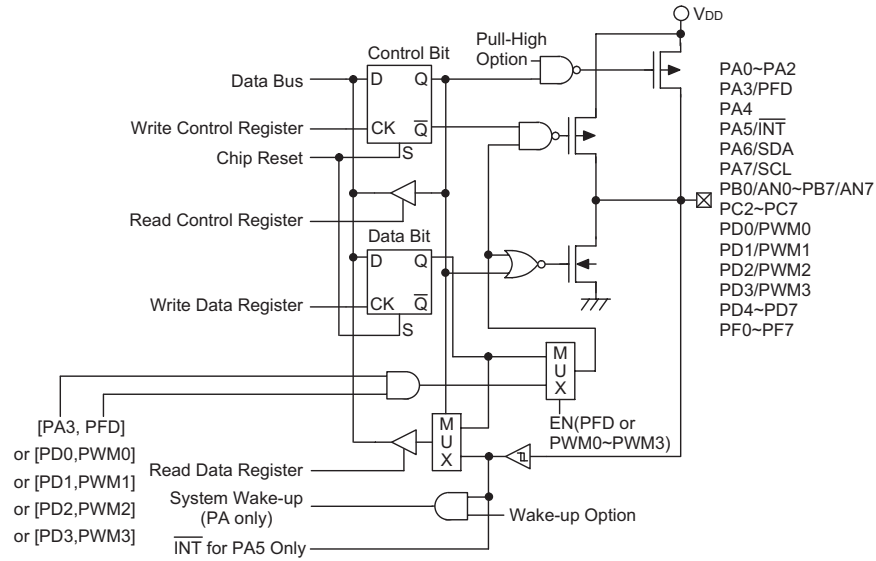 VDD
Control Bit
Pull-High
Option
Data Bus
D
Q
Write Control Register
CK
Q̅
Chip Reset
S
Read Control Register
Data Bit
D
Q
Write Data Register
CK
Q̅
S
M
U
X
EN(PFD or
PWM0~PWM3)
M
U
X
[PA3, PFD]
or [PD0,PWM0]
or [PD1,PWM1]
or [PD2,PWM2]
or [PD3,PWM3]
Read Data Register
System Wake-up
(PA only)
Wake-up Option
I̅N̅T̅ for PA5 Only
PA0~PA2
PA3/PFD
PA4
PA5/I̅N̅T̅
PA6/SDA
PA7/SCL
PB0/AN0~PB7/AN7
PC2~PC7
PD0/PWM0
PD1/PWM1
PD2/PWM2
PD3/PWM3
PD4~PD7
PF0~PF7